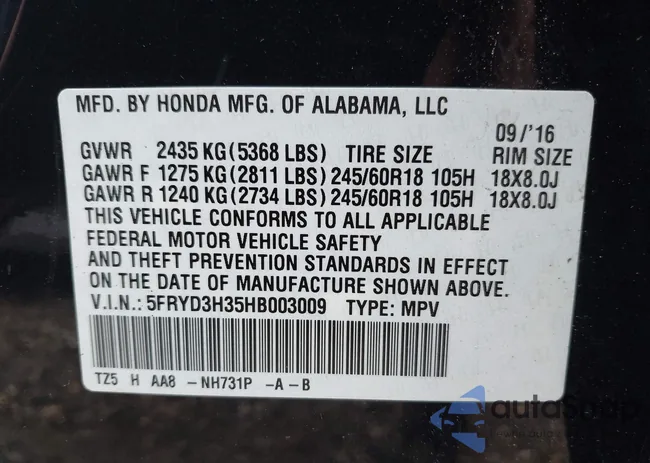 MFD. BY HONDA MFG. OF ALABAMA, LLC
09/'16
GVWR 2435 KG (5368 LBS) TIRE SIZE RIM SIZE
GAWR F 1275 KG (2811 LBS) 245/60R18 105H 18X8.0J
GAWR R 1240 KG (2734 LBS) 245/60R18 105H 18X8.0J
THIS VEHICLE CONFORMS TO ALL APPLICABLE
FEDERAL MOTOR VEHICLE SAFETY
AND THEFT PREVENTION STANDARDS IN EFFECT
ON THE DATE OF MANUFACTURE SHOWN ABOVE.
V.I.N.: 5FRYD3H35HB003009 TYPE: MPV
TZ5 H AA8 -NH731P -A-B